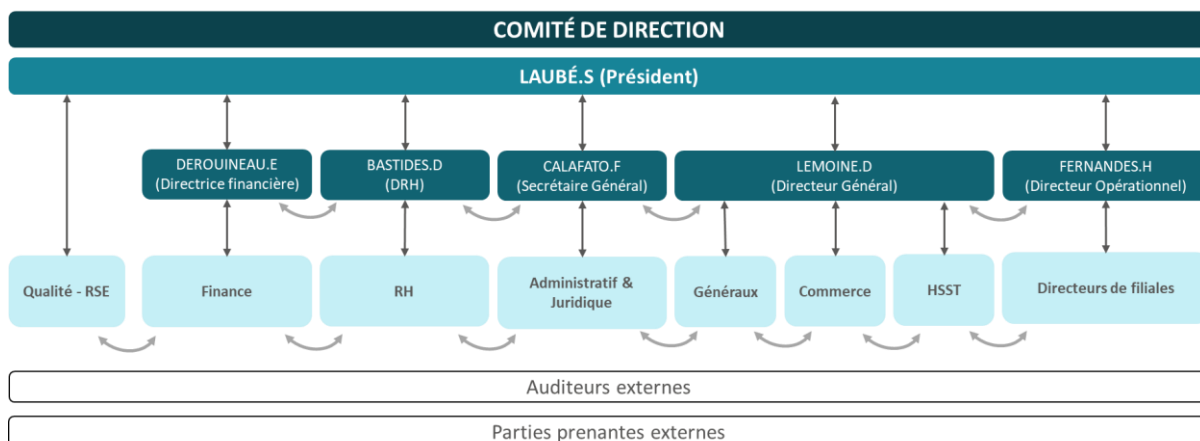 COMITÉ DE DIRECTION
LAUBÉ.S (Président)
DEROUINEAU.E
(Directrice financière)
BASTIDES.D
(DRH)
CALAFATO.F
(Secrétaire Général)
LEMOINE.D
(Directeur Général)
FERNANDES.H
(Directeur Opérationnel)
Qualité - RSE
Finance
RH
Administratif &
Juridique
Généraux
Commerce
HSST
Directeurs de filiales
Auditeurs externes
Parties prenantes externes